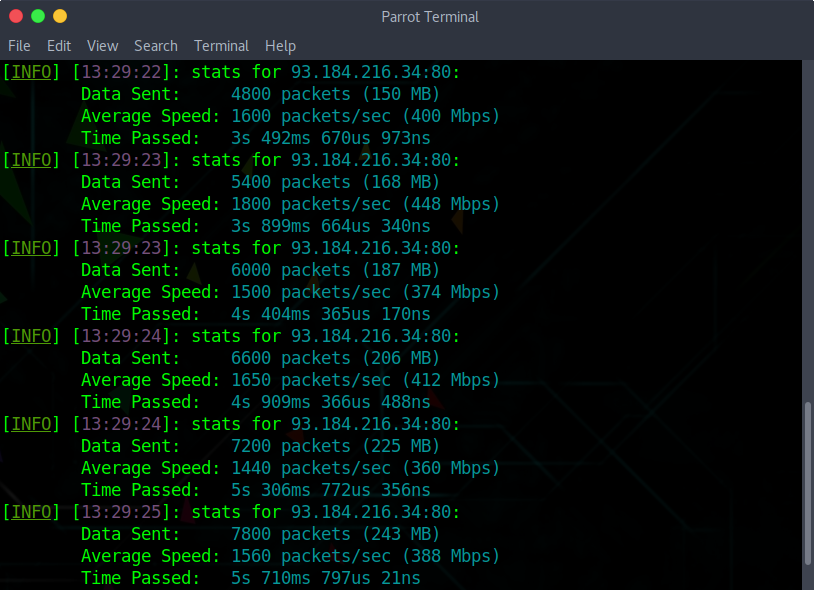 Parrot Terminal
File Edit View Search Terminal Help
[INFO] [13:29:22]: stats for 93.184.216.34:80:
Data Sent: 4800 packets (150 MB)
Average Speed: 1600 packets/sec (400 Mbps)
Time Passed: 3s 492ms 670us 973ns
[INFO] [13:29:23]: stats for 93.184.216.34:80:
Data Sent: 5400 packets (168 MB)
Average Speed: 1800 packets/sec (448 Mbps)
Time Passed: 3s 899ms 664us 340ns
[INFO] [13:29:23]: stats for 93.184.216.34:80:
Data Sent: 6000 packets (187 MB)
Average Speed: 1500 packets/sec (374 Mbps)
Time Passed: 4s 404ms 365us 170ns
[INFO] [13:29:24]: stats for 93.184.216.34:80:
Data Sent: 6600 packets (206 MB)
Average Speed: 1650 packets/sec (412 Mbps)
Time Passed: 4s 909ms 366us 488ns
[INFO] [13:29:24]: stats for 93.184.216.34:80:
Data Sent: 7200 packets (225 MB)
Average Speed: 1440 packets/sec (360 Mbps)
Time Passed: 5s 306ms 772us 356ns
[INFO] [13:29:25]: stats for 93.184.216.34:80:
Data Sent: 7800 packets (243 MB)
Average Speed: 1560 packets/sec (388 Mbps)
Time Passed: 5s 710ms 797us 21ns